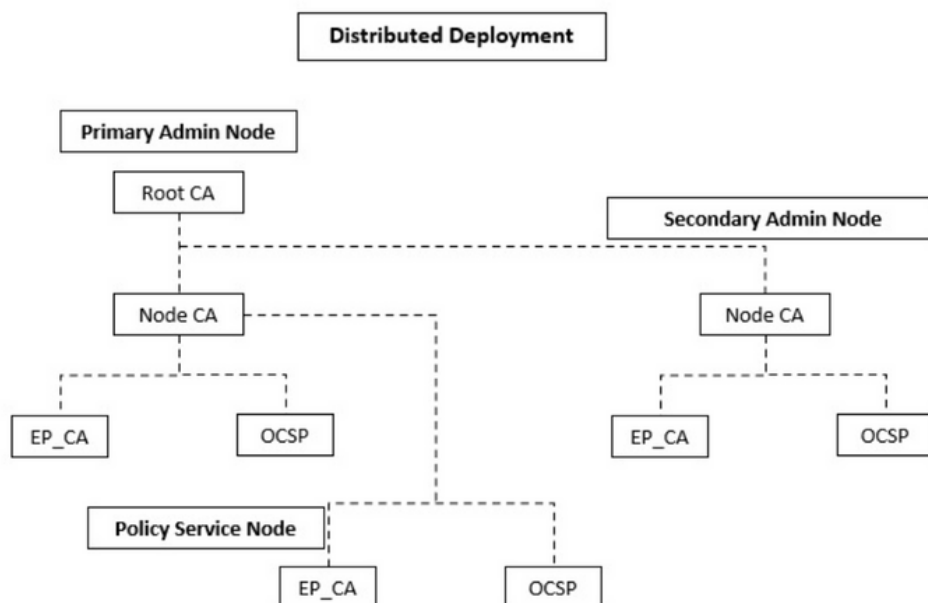 Distributed Deployment
Primary Admin Node
Root CA
Secondary Admin Node
Node CA
Node CA
EP_CA
OCSP
EP_CA
OCSP
Policy Service Node
EP_CA
OCSP